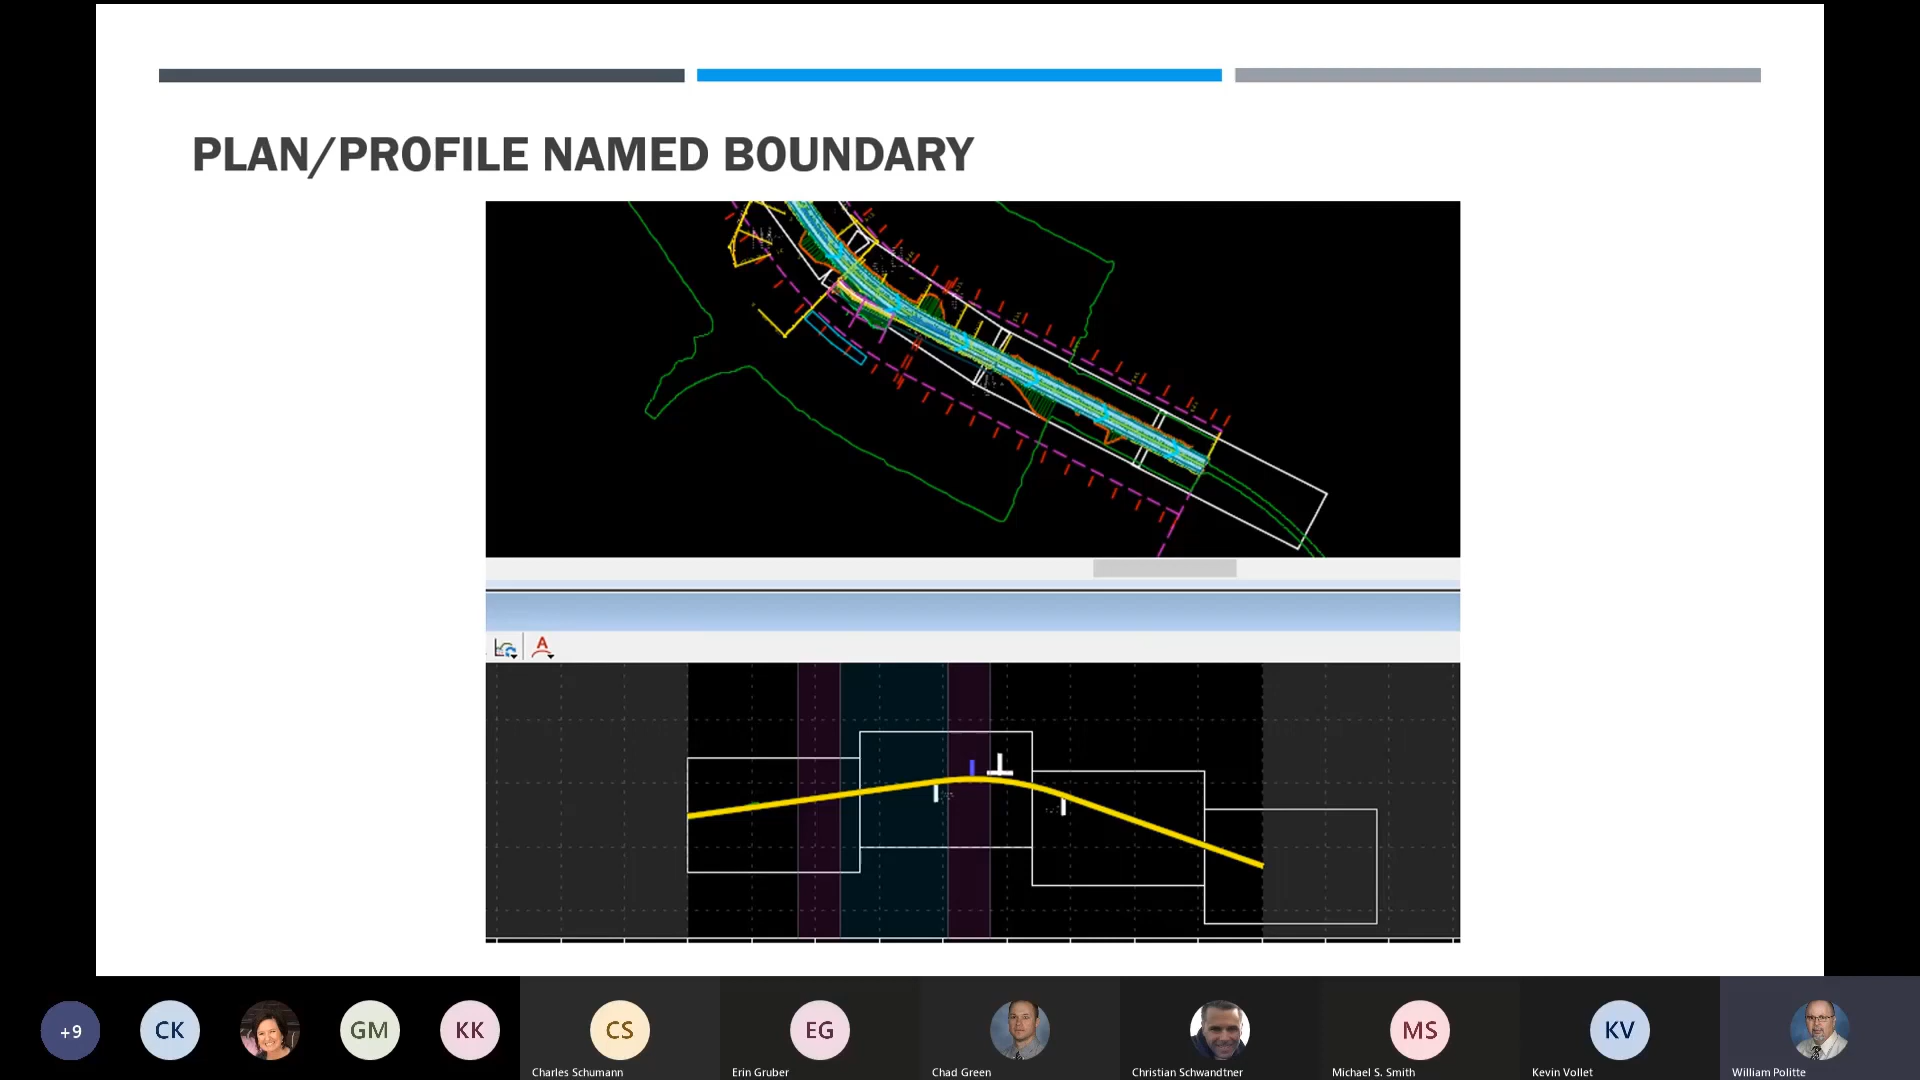 PLAN/PROFILE NAMED BOUNDARY
A
+9
CK
GM
KK
CS
EG
MS
KV
Charles Schumann
Erin Gruber
Chad Green
Christian Schwandtner
Michael S. Smith
Kevin Vollet
William Politte